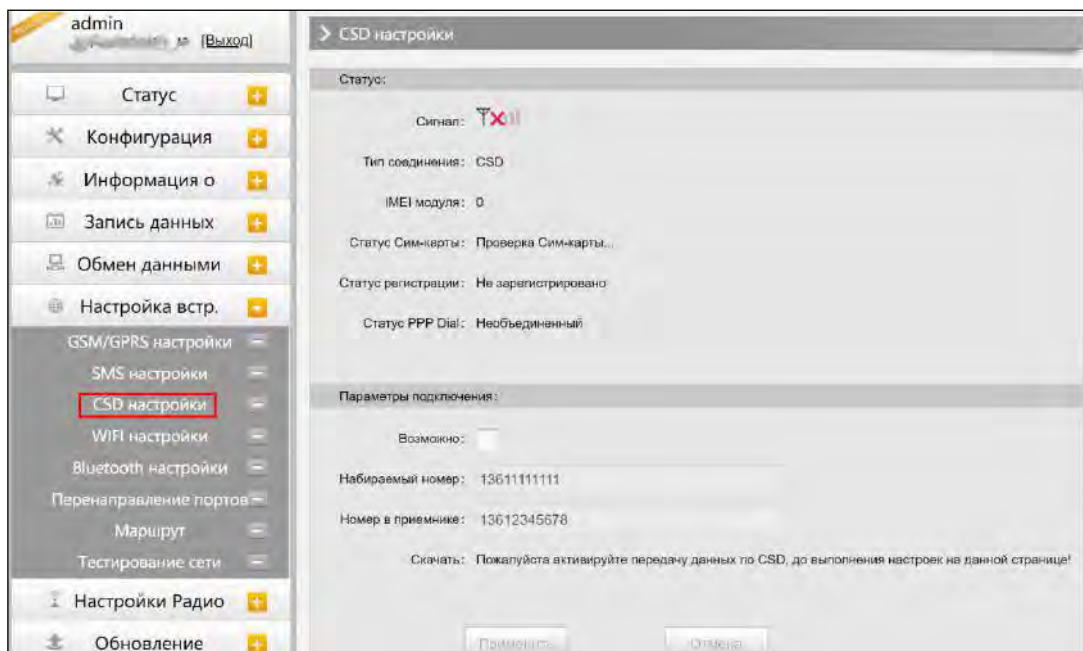 admin
[Выход]
Статус
Конфигурация
Информация о
Запись данных
Обмен данными
Настройка встр.
GSM/GPRS настройки
SMS настройки
CSD настройки
WIFI настройки
Bluetooth настройки
Перенаправление портов
Маршрут
Тестирование сети
Настройки Радио
Обновление
CSD настройки
Статус:
Сигнал:
Тип соединения: CSD
IMEI модуля: 0
Статус Сим-карты: Проверка Сим-карты...
Статус регистрации: Не зарегистрировано
Статус PPP Dial: Необъединенный
Параметры подключения:
Возможно:
Набираемый номер: 13611111111
Номер в приемнике: 13612345678
Скачать: Пожалуйста активируйте передачу данных по CSD, до выполнения настроек на данной странице!
Применить Отмена